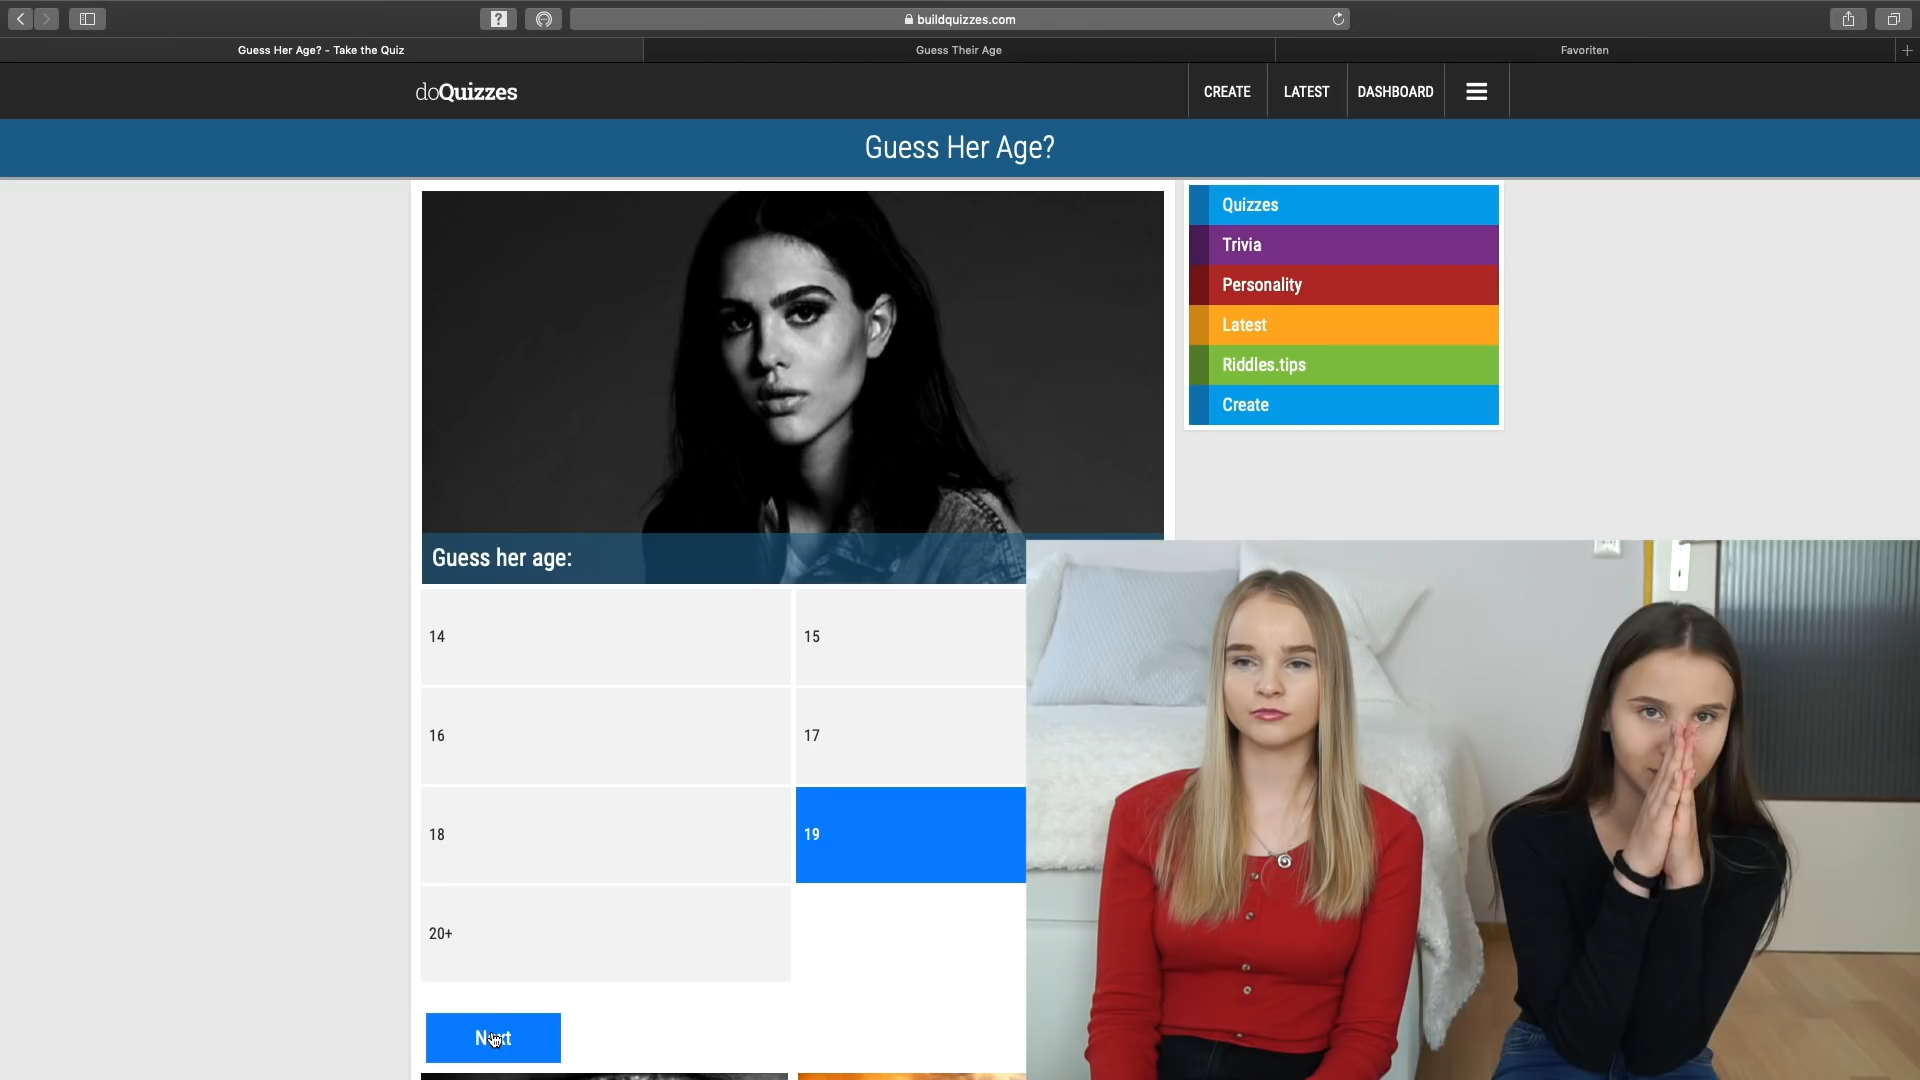 buildquizzes.com
Guess Her Age? - Take the Quiz
Guess Their Age
Favoriten
doQuizzes
CREATE
LATEST
DASHBOARD
Guess Her Age?
Quizzes
Trivia
Personality
Latest
Riddles.tips
Create
Guess her age:
14
15
16
17
18
19
20+
Next